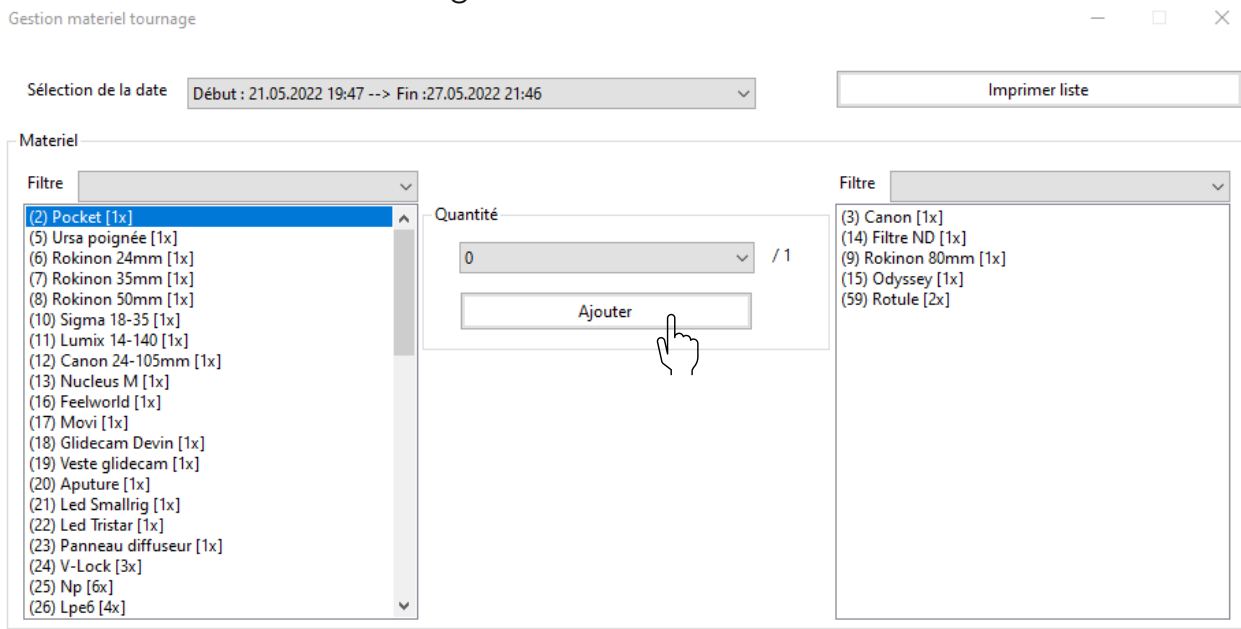 Gestion materiel tournage
Sélection de la date
Début : 21.05.2022 19:47 --> Fin :27.05.2022 21:46
Imprimer liste
Materiel
Filtre
(2) Pocket [1x]
(5) Ursa poignée [1x]
(6) Rokinon 24mm [1x]
(7) Rokinon 35mm [1x]
(8) Rokinon 50mm [1x]
(10) Sigma 18-35 [1x]
(11) Lumix 14-140 [1x]
(12) Canon 24-105mm [1x]
(13) Nucleus M [1x]
(16) Feelworld [1x]
(17) Movi [1x]
(18) Glidecam Devin [1x]
(19) Veste glidecam [1x]
(20) Aputure [1x]
(21) Led Smallrig [1x]
(22) Led Tristar [1x]
(23) Panneau diffuseur [1x]
(24) V-Lock [3x]
(25) Np [6x]
(26) Lpe6 [4x]
Quantité
0
/ 1
Ajouter
Filtre
(3) Canon [1x]
(14) Filtre ND [1x]
(9) Rokinon 80mm [1x]
(15) Odyssey [1x]
(59) Rotule [2x]